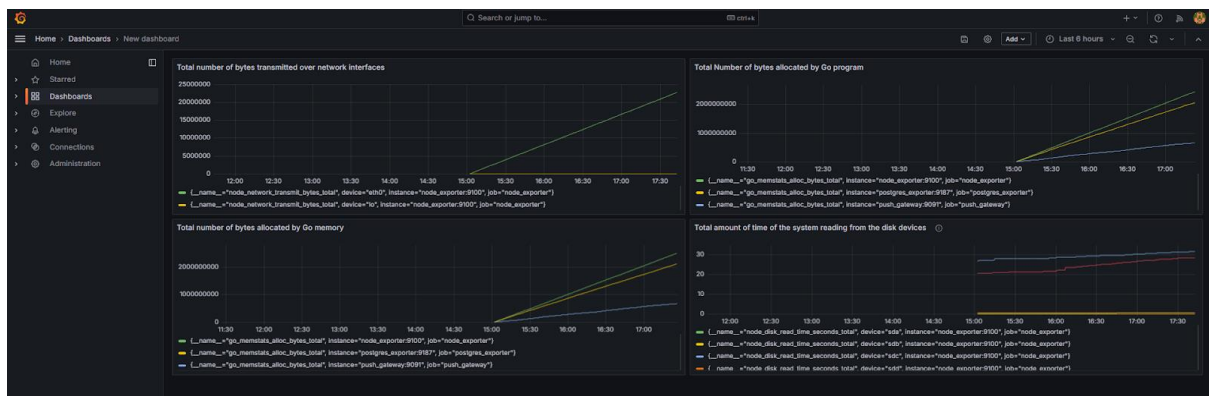 Search or jump to...
ctrl+k
Home › Dashboards › New dashboard
Add
Last 6 hours
Home
Starred
Dashboards
Explore
Alerting
Connections
Administration
Total number of bytes transmitted over network interfaces
25000000
20000000
15000000
10000000
5000000
0
12:00 12:30 13:00 13:30 14:00 14:30 15:00 15:30 16:00 16:30 17:00 17:30
{__name__="node_network_transmit_bytes_total", device="eth0", instance="node_exporter:9100", job="node_exporter"}
{__name__="node_network_transmit_bytes_total", device="lo", instance="node_exporter:9100", job="node_exporter"}
Total Number of bytes allocated by Go program
2000000000
1000000000
0
11:30 12:00 12:30 13:00 13:30 14:00 14:30 15:00 15:30 16:00 16:30 17:00
{__name__="go_memstats_alloc_bytes_total", instance="node_exporter:9100", job="node_exporter"}
{__name__="go_memstats_alloc_bytes_total", instance="postgres_exporter:9187", job="postgres_exporter"}
{__name__="go_memstats_alloc_bytes_total", instance="push_gateway:9091", job="push_gateway"}
Total number of bytes allocated by Go memory
2000000000
1000000000
0
11:30 12:00 12:30 13:00 13:30 14:00 14:30 15:00 15:30 16:00 16:30 17:00
{__name__="go_memstats_alloc_bytes_total", instance="node_exporter:9100", job="node_exporter"}
{__name__="go_memstats_alloc_bytes_total", instance="postgres_exporter:9187", job="postgres_exporter"}
{__name__="go_memstats_alloc_bytes_total", instance="push_gateway:9091", job="push_gateway"}
Total amount of time of the system reading from the disk devices
30
20
10
0
12:00 12:30 13:00 13:30 14:00 14:30 15:00 15:30 16:00 16:30 17:00 17:30
{__name__="node_disk_read_time_seconds_total", device="sda", instance="node_exporter:9100", job="node_exporter"}
{__name__="node_disk_read_time_seconds_total", device="sdb", instance="node_exporter:9100", job="node_exporter"}
{__name__="node_disk_read_time_seconds_total", device="sdc", instance="node_exporter:9100", job="node_exporter"}
{__name__="node_disk_read_time_seconds_total", device="sdd", instance="node_exporter:9100", job="node_exporter"}